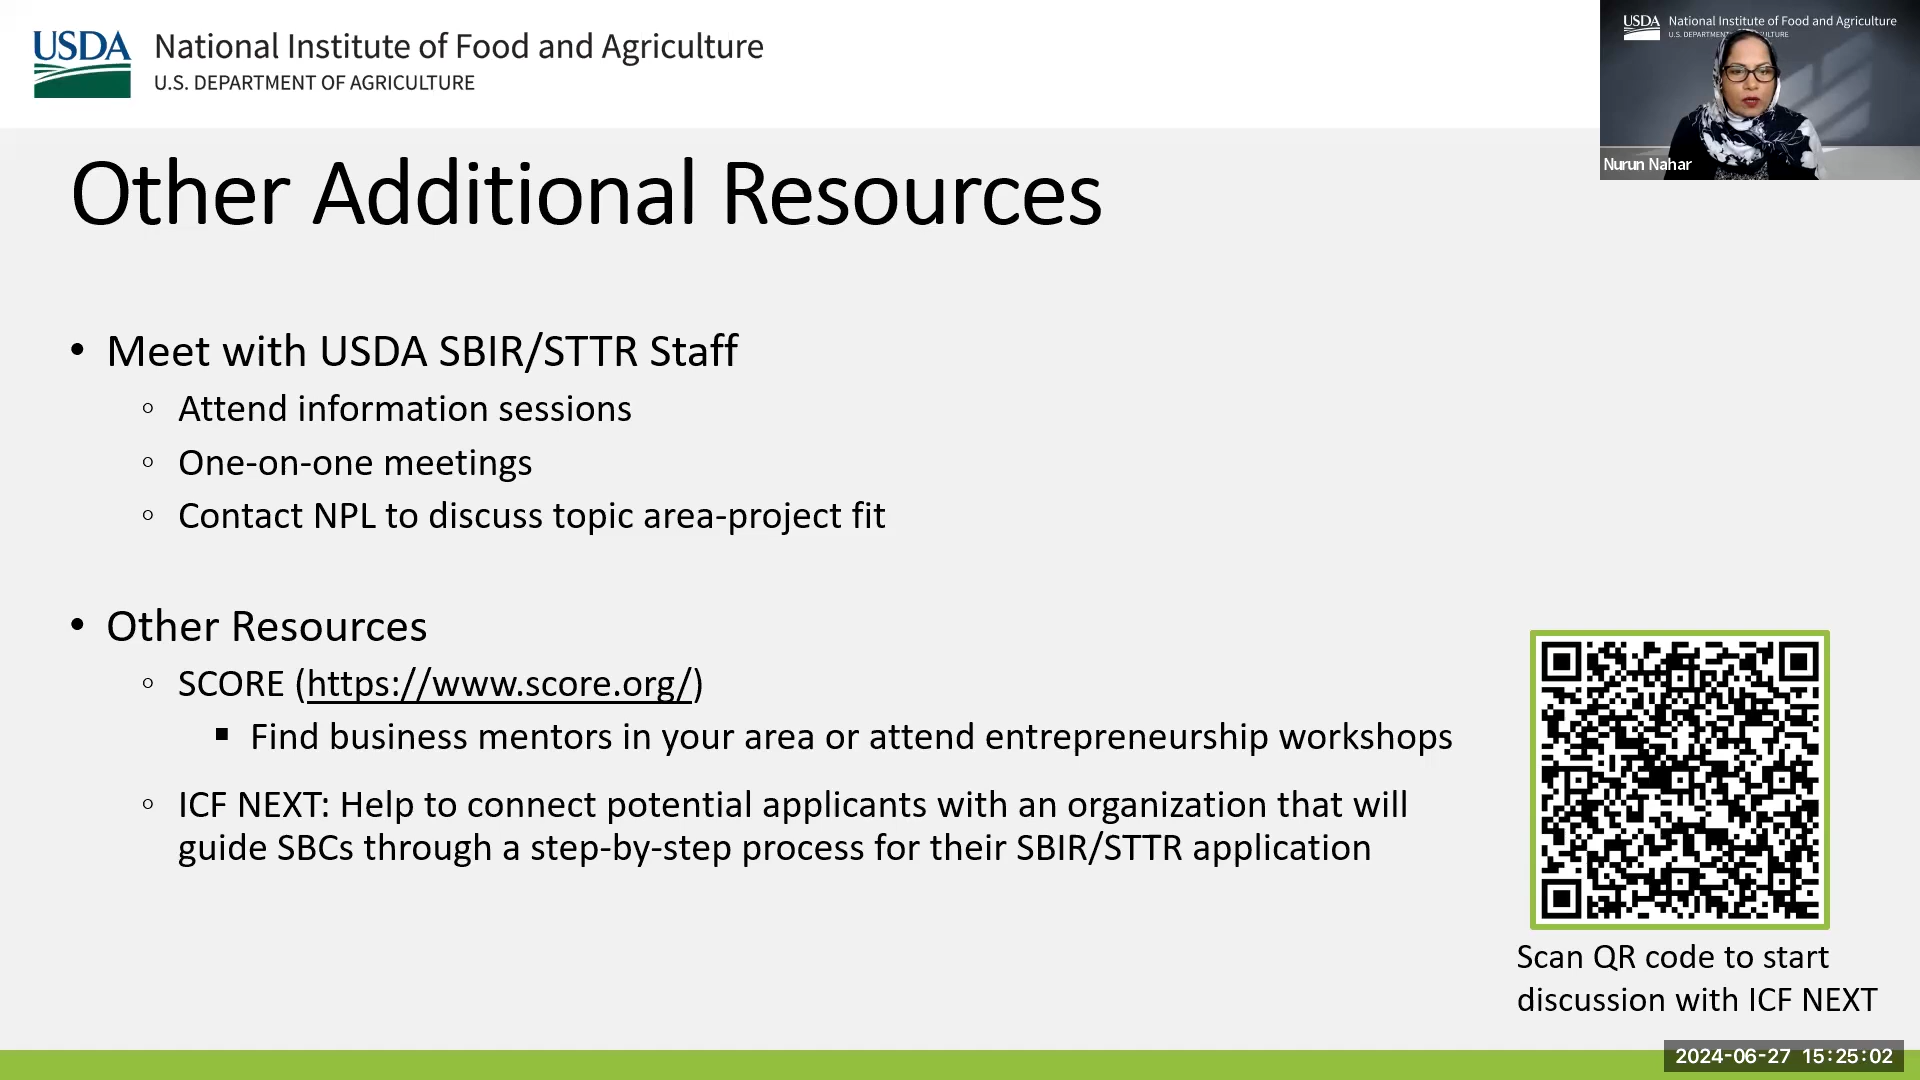 USDA National Institute of Food and Agriculture
U.S. DEPARTMENT OF AGRICULTURE
USDA National Institute of Food and Agriculture
U.S. DEPARTMENT
Nurun Nahar
Other Additional Resources
• Meet with USDA SBIR/STTR Staff
◦ Attend information sessions
◦ One-on-one meetings
◦ Contact NPL to discuss topic area-project fit
• Other Resources
◦ SCORE (https://www.score.org/)
▪ Find business mentors in your area or attend entrepreneurship workshops
◦ ICF NEXT: Help to connect potential applicants with an organization that will
guide SBCs through a step-by-step process for their SBIR/STTR application
Scan QR code to start
discussion with ICF NEXT
2024-06-27 15:25:02